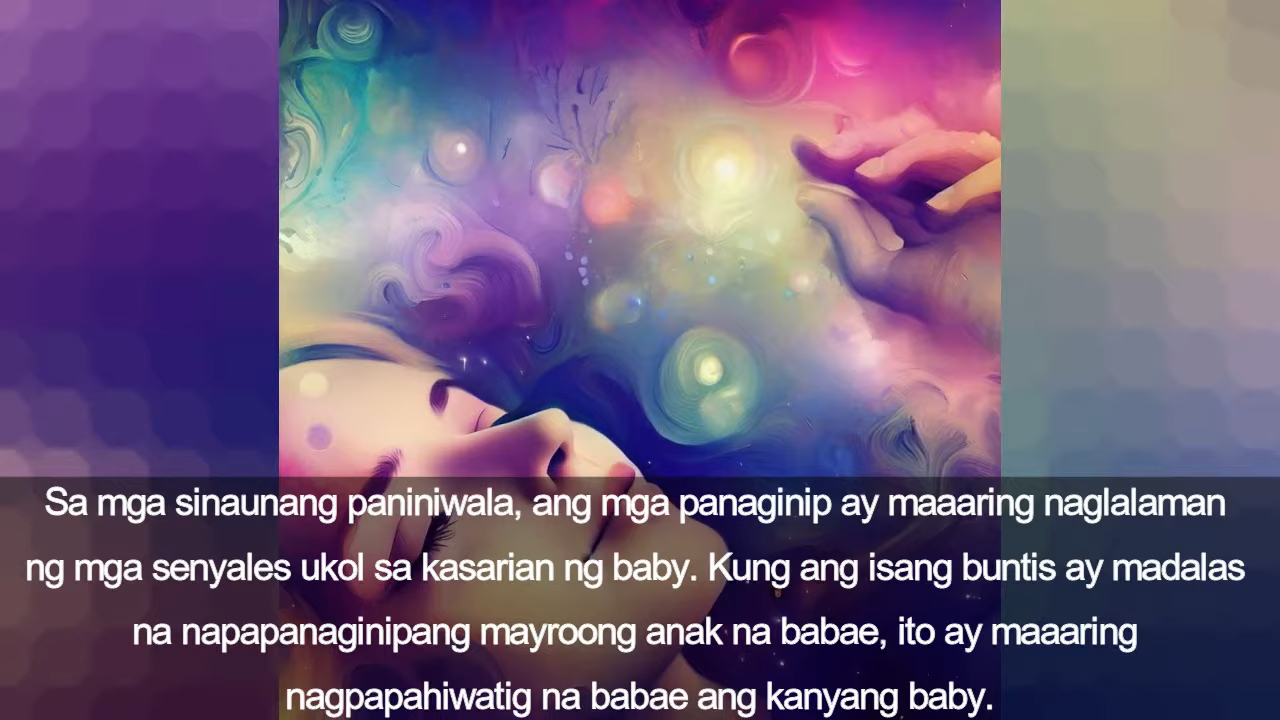 Sa mga sinaunang paniniwala, ang mga panaginip ay maaaring naglalaman
ng mga senyales ukol sa kasarian ng baby. Kung ang isang buntis ay madalas
na napapanaginipang mayroong anak na babae, ito ay maaaring
nagpapahiwatig na babae ang kanyang baby.